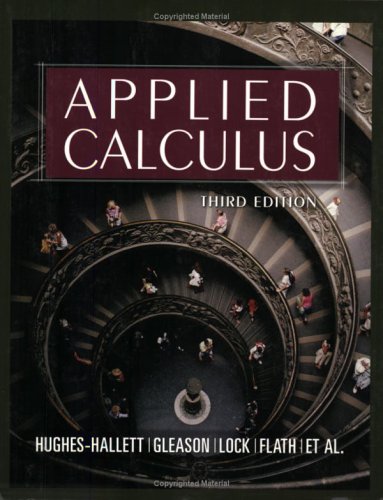 Copyrighted Material
APPLIED
CALCULUS
THIRD EDITION
HUGHES-HALLETT | GLEASON | LOCK | FLATH | ET AL.
Copyrighted Material